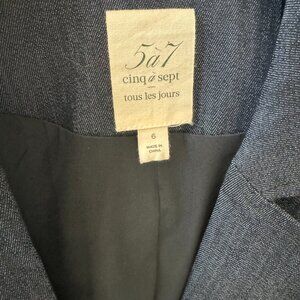 5à7
cinq à sept
tous les jours
6
MADE IN
CHINA